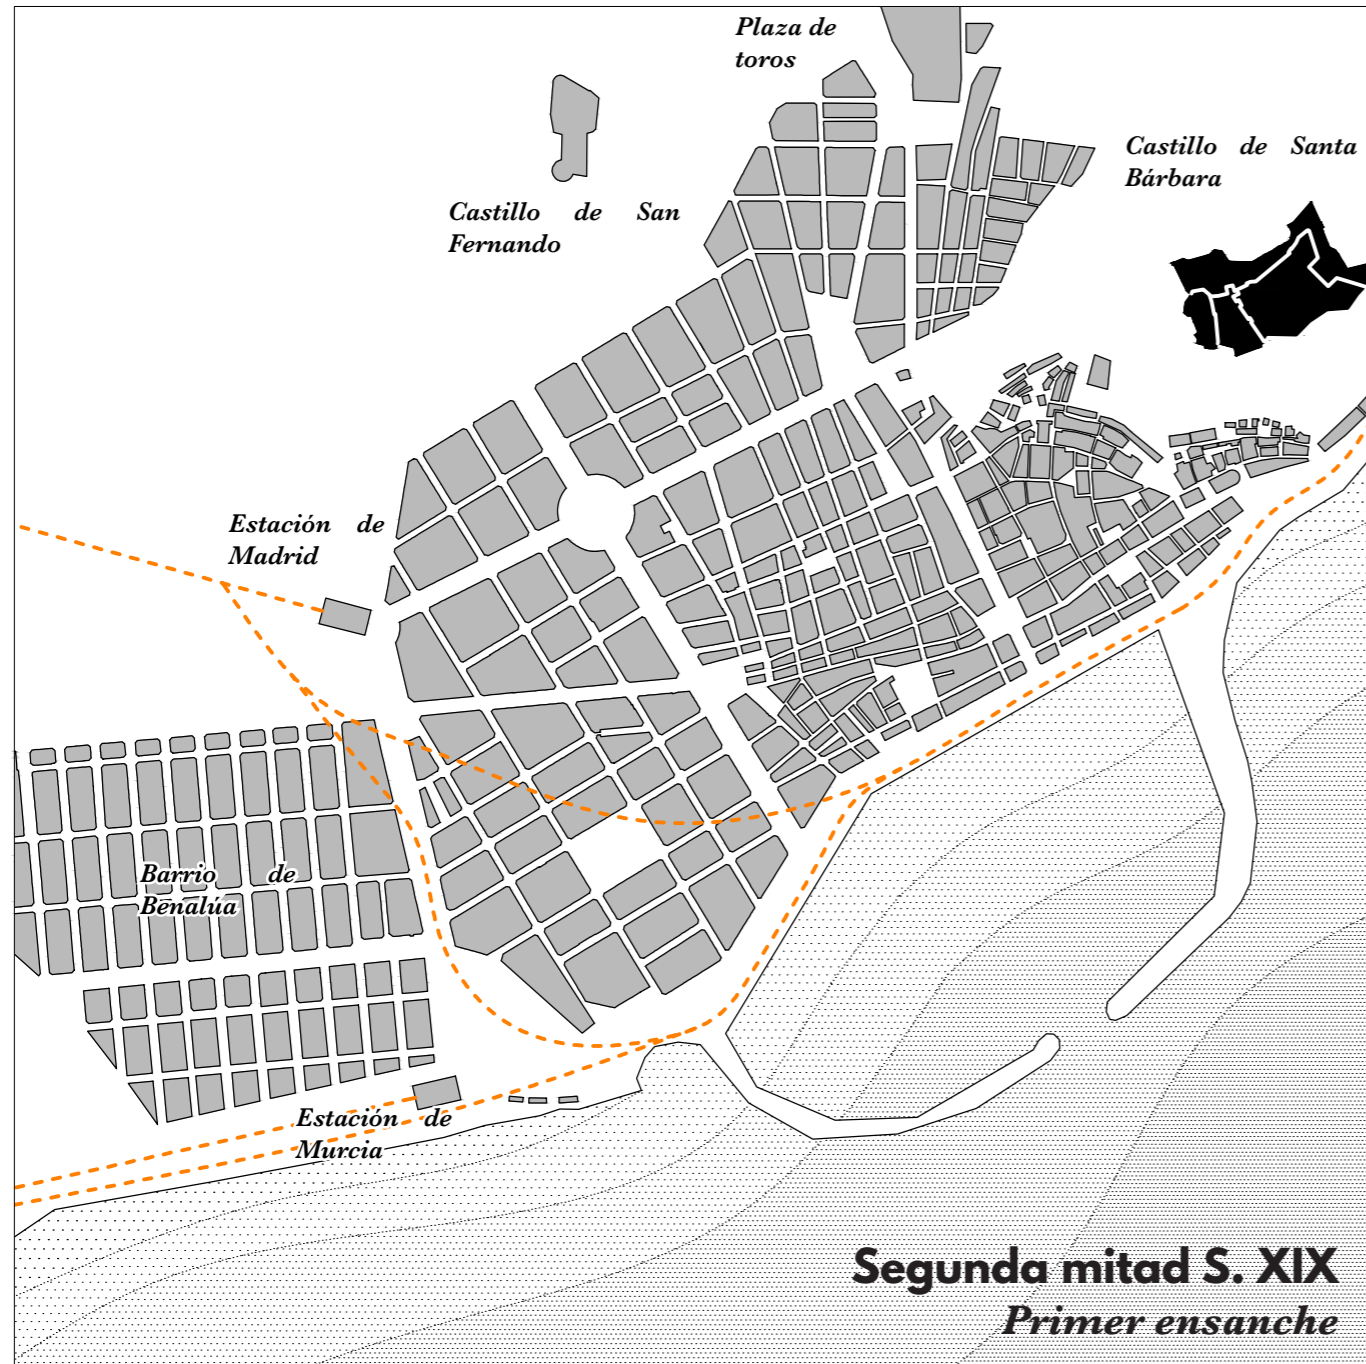 Plaza de
toros
Castillo de Santa
Bárbara
Castillo de San
Fernando
Estación de
Madrid
Barrio de
Benalúa
Estación de
Murcia
Segunda mitad S. XIX
Primer ensanche